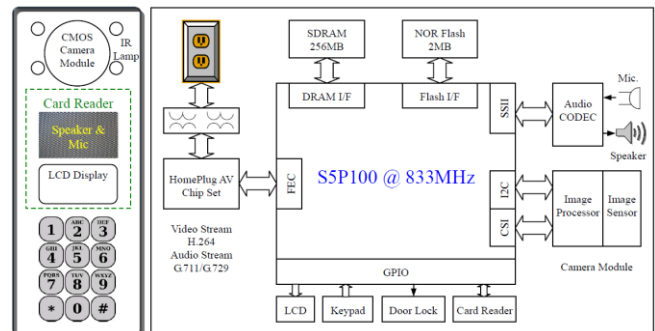 CMOS
Camera
Module
IR
Lamp
Card Reader
Speaker &
Mic
LCD Display
1
ABC
2
DEF
3
GHI
4
JKL
5
MNO
6
PQRS
7
TUV
8
WXYZ
9
*
0
#
SDRAM
256MB
NOR Flash
2MB
DRAM I/F
Flash I/F
SSII
Audio
CODEC
Mic.
Speaker
HomePlug AV
Chip Set
FEC
S5P100 @ 833MHz
I2C
CSI
Image
Processor
Image
Sensor
Camera Module
Video Stream
H.264
Audio Stream
G.711/G.729
GPIO
LCD
Keypad
Door Lock
Card Reader